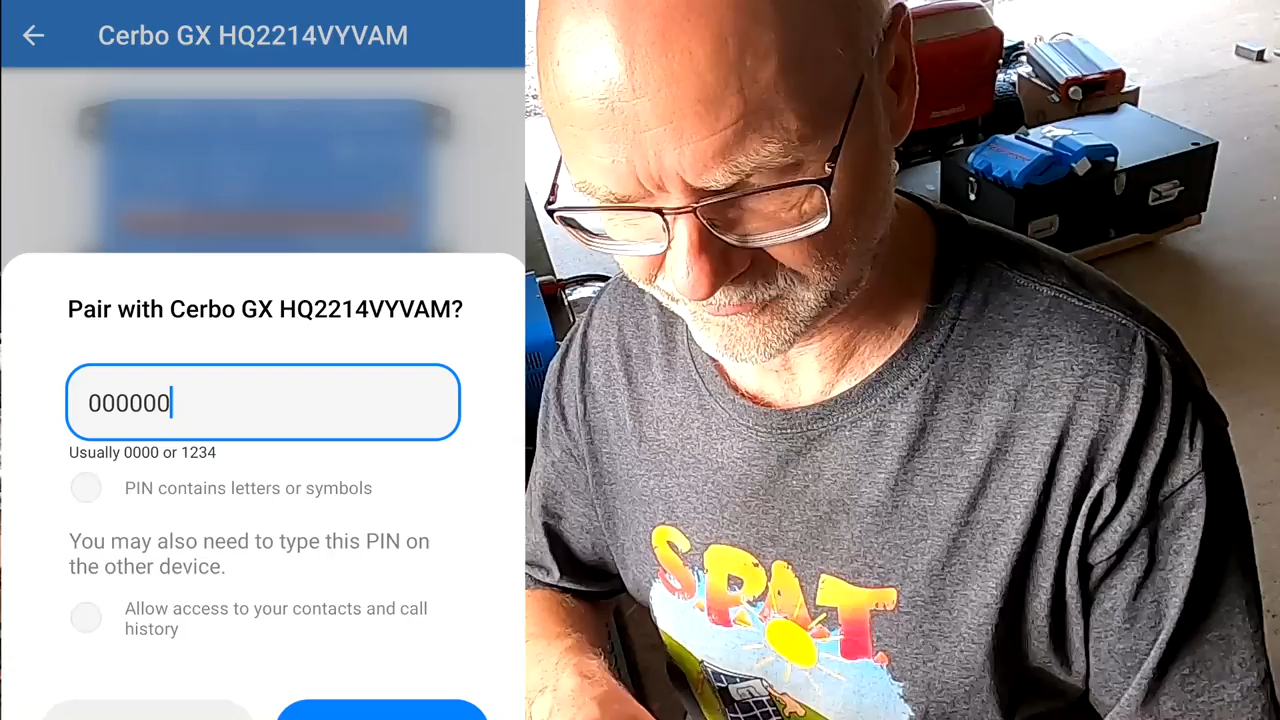 Cerbo GX HQ2214VYVAM
Pair with Cerbo GX HQ2214VYVAM?
000000
Usually 0000 or 1234
PIN contains letters or symbols
You may also need to type this PIN on
the other device.
Allow access to your contacts and call
history
S.P.A.T.